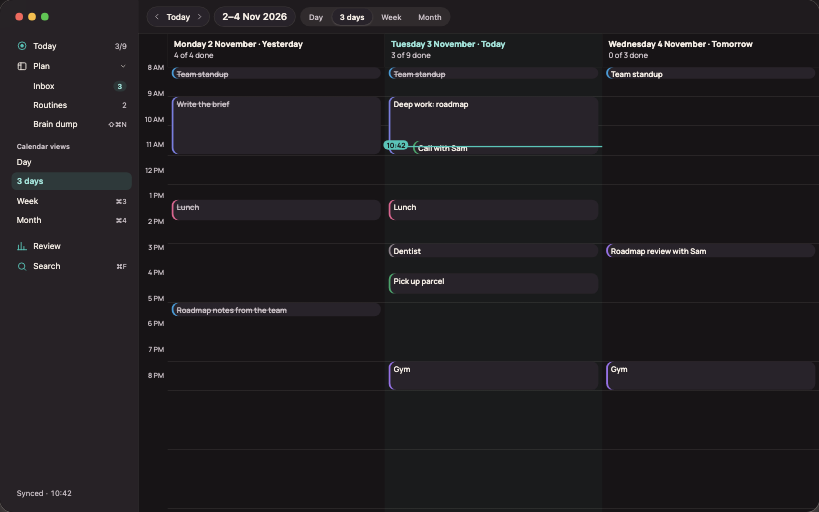 Today
2–4 Nov 2026
Day
3 days
Week
Month
Today 3/9
Plan
Inbox 3
Routines 2
Brain dump ⇧⌘N
Calendar views
Day
3 days
Week ⌘3
Month ⌘4
Review
Search ⌘F
Synced · 10:42
Monday 2 November · Yesterday
4 of 4 done
Tuesday 3 November · Today
3 of 9 done
Wednesday 4 November · Tomorrow
0 of 3 done
8 AM
9 AM
10 AM
11 AM
12 PM
1 PM
2 PM
3 PM
4 PM
5 PM
6 PM
7 PM
8 PM
Team standup
Write the brief
Lunch
Roadmap notes from the team
Team standup
Deep work: roadmap
10:42
Call with Sam
Lunch
Dentist
Pick up parcel
Gym
Team standup
Roadmap review with Sam
Gym